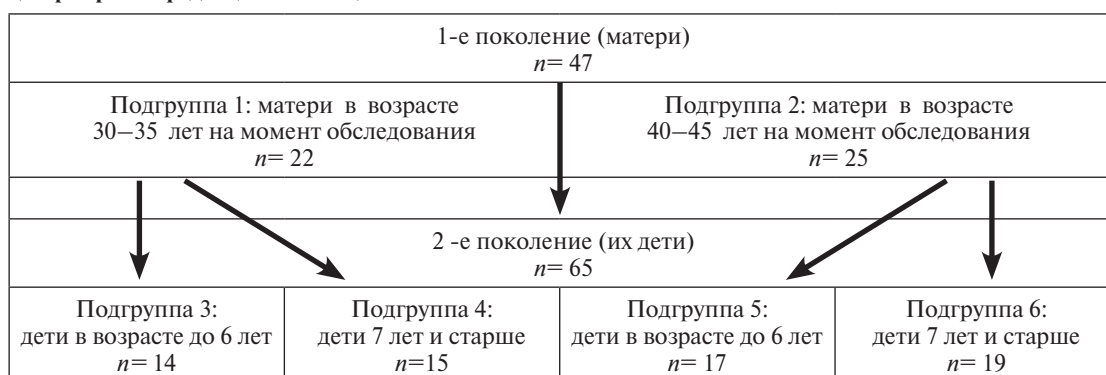 1-е поколение (матери)
n= 47
Подгруппа 1: матери в возрасте
30–35 лет на момент обследования
n= 22
Подгруппа 2: матери в возрасте
40–45 лет на момент обследования
n= 25
2 -е поколение (их дети)
n= 65
Подгруппа 3:
дети в возрасте до 6 лет
n= 14
Подгруппа 4:
дети 7 лет и старше
n=15
Подгруппа 5:
дети в возрасте до 6 лет
n= 17
Подгруппа 6:
дети 7 лет и старше
n= 19